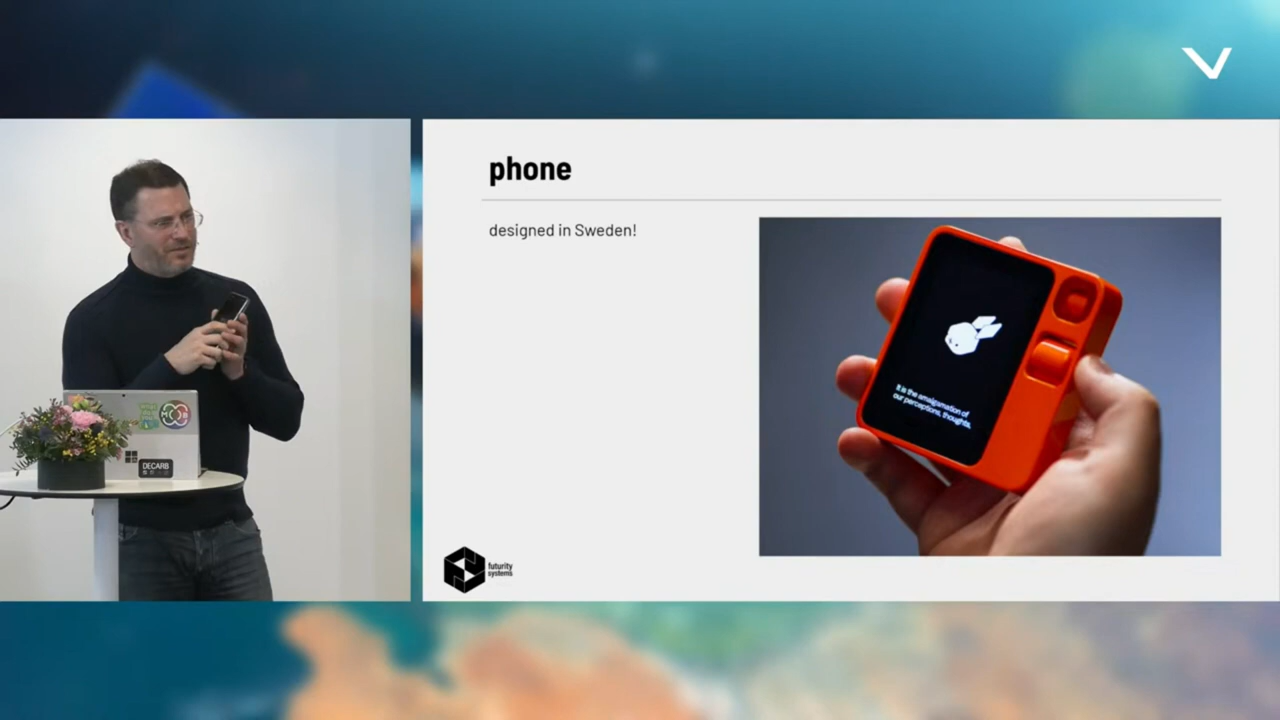 phone
designed in Sweden!
It is the amalgamation of
our perceptions, thoughts,
futurity
systems
DECARB